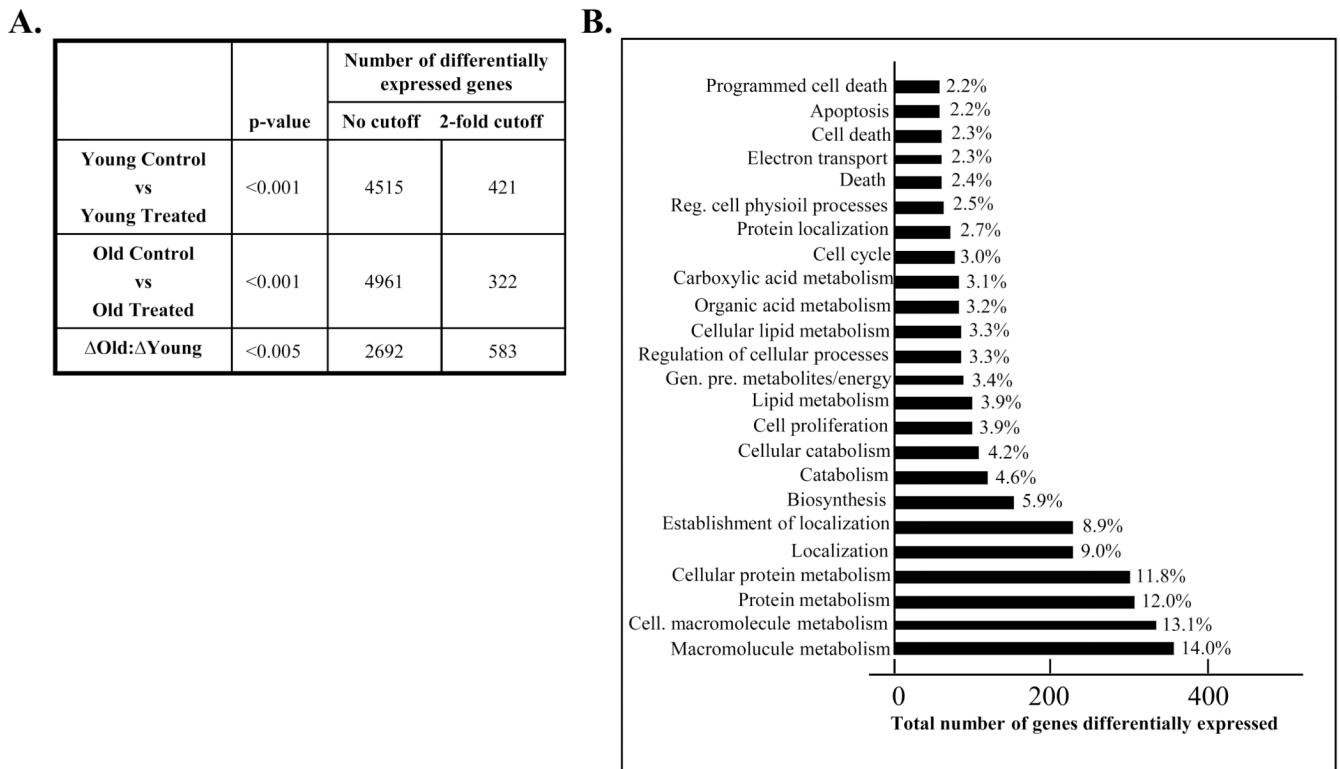 A.
Number of differentially
expressed genes
p-value No cutoff 2-fold cutoff
Young Control
vs
Young Treated
<0.001 4515 421
Old Control
vs
Old Treated
<0.001 4961 322
ΔOld:ΔYoung <0.005 2692 583
B.
Programmed cell death 2.2%
Apoptosis 2.2%
Cell death 2.3%
Electron transport 2.3%
Death 2.4%
Reg. cell physioil processes 2.5%
Protein localization 2.7%
Cell cycle 3.0%
Carboxylic acid metabolism 3.1%
Organic acid metabolism 3.2%
Cellular lipid metabolism 3.3%
Regulation of cellular processes 3.3%
Gen. pre. metabolites/energy 3.4%
Lipid metabolism 3.9%
Cell proliferation 3.9%
Cellular catabolism 4.2%
Catabolism 4.6%
Biosynthesis 5.9%
Establishment of localization 8.9%
Localization 9.0%
Cellular protein metabolism 11.8%
Protein metabolism 12.0%
Cell. macromolecule metabolism 13.1%
Macromolucule metabolism 14.0%
0 200 400
Total number of genes differentially expressed